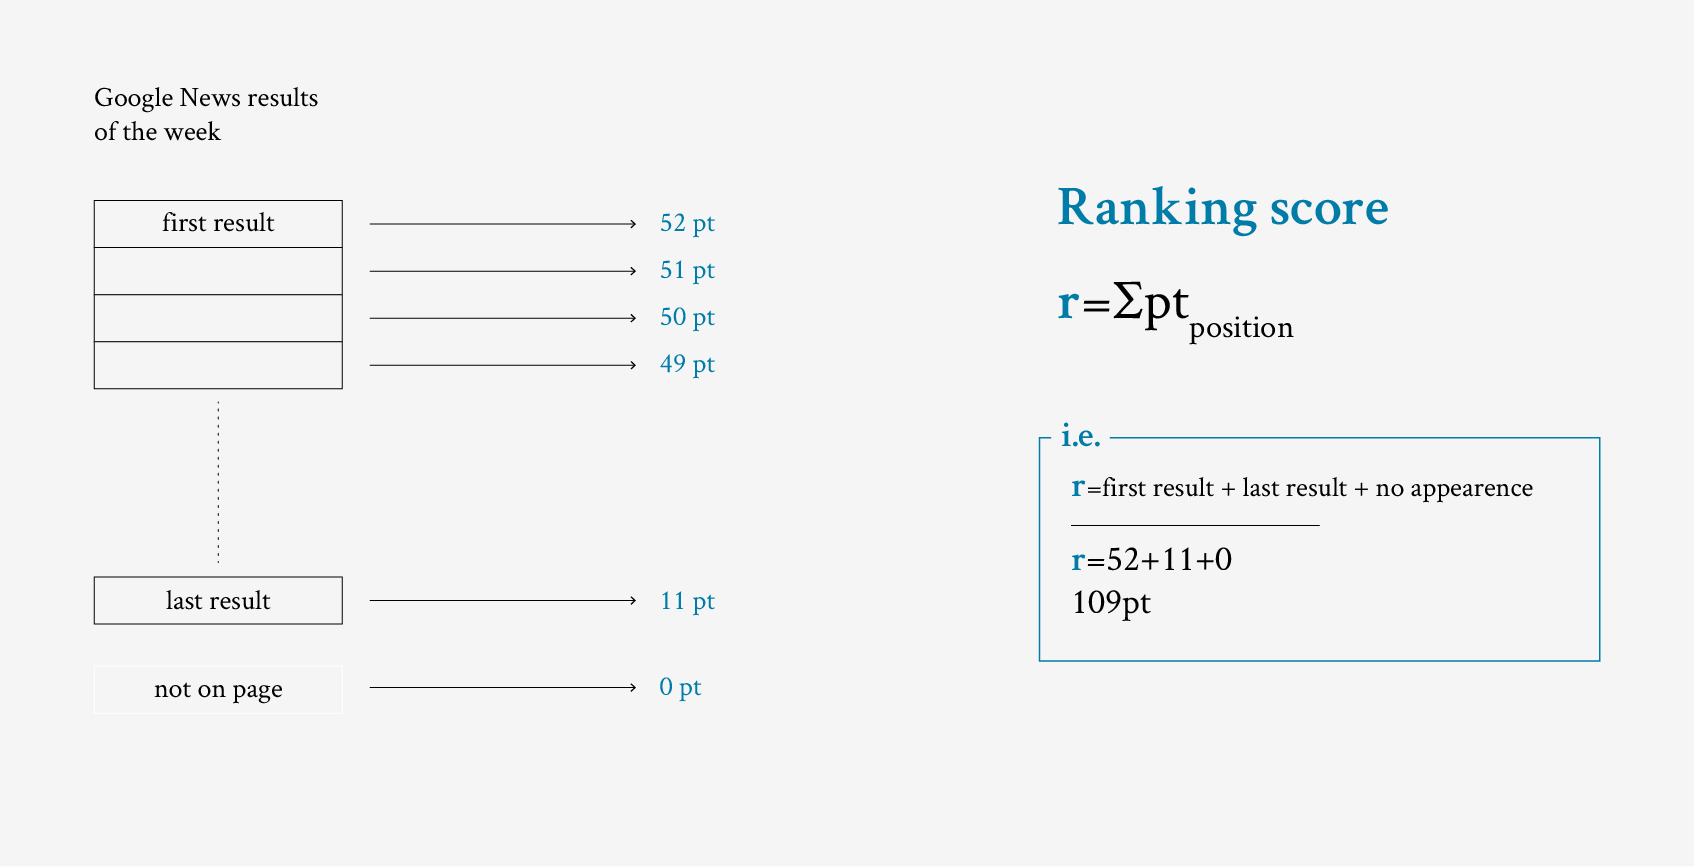 Google News results
of the week
first result
52 pt
51 pt
50 pt
49 pt
last result
11 pt
not on page
0 pt
Ranking score
r=Σpt position
i.e.
r=first result + last result + no appearence
r=52+11+0
109pt